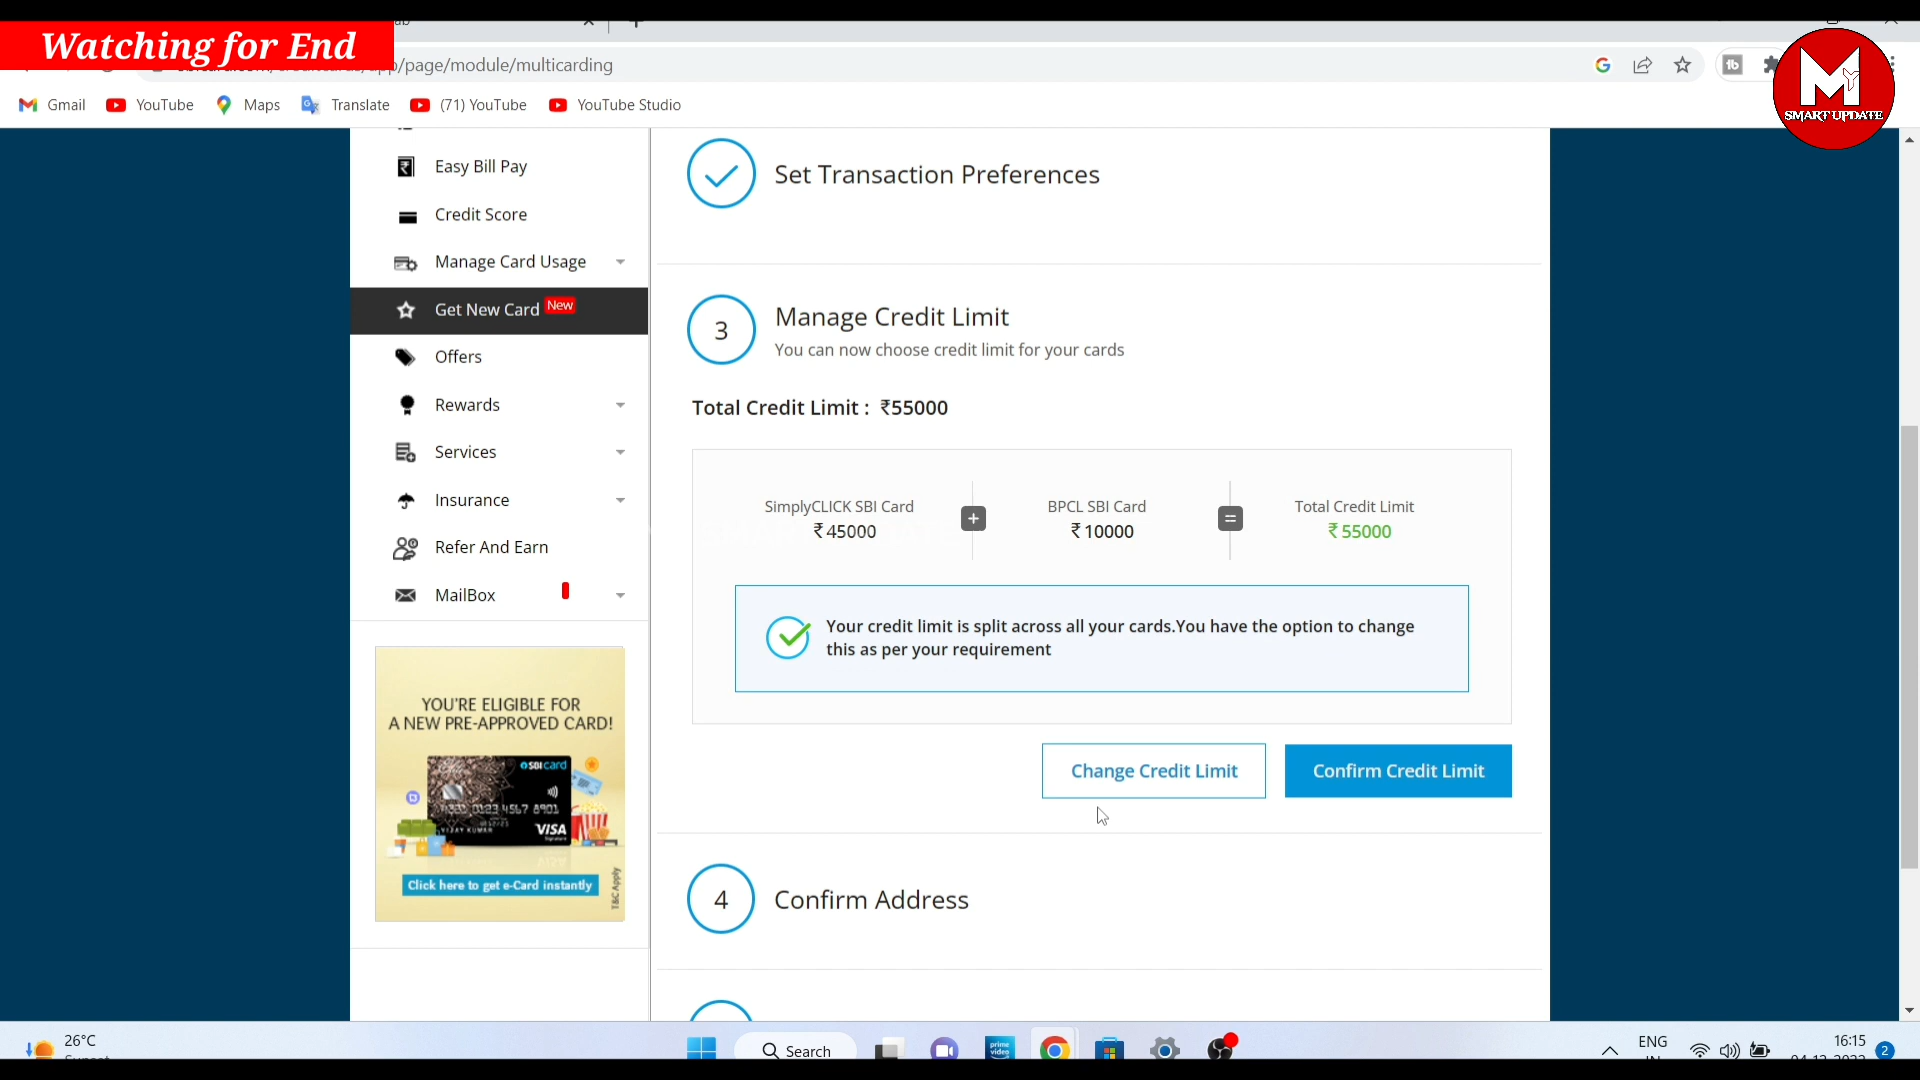 Watching for End
/page/module/multicarding
SMART UPDATE
Gmail
YouTube
Maps
Translate
(71) YouTube
YouTube Studio
Easy Bill Pay
Credit Score
Manage Card Usage
Get New Card New
Offers
Rewards
Services
Insurance
Refer And Earn
MailBox
YOU'RE ELIGIBLE FOR
A NEW PRE-APPROVED CARD!
SBI card
VISA
Click here to get e-Card instantly
T&C Apply
Set Transaction Preferences
3
Manage Credit Limit
You can now choose credit limit for your cards
Total Credit Limit : ₹55000
SimplyCLICK SBI Card
₹45000
+
BPCL SBI Card
₹10000
=
Total Credit Limit
₹55000
Your credit limit is split across all your cards.You have the option to change
this as per your requirement
Change Credit Limit
Confirm Credit Limit
4
Confirm Address
26°C
Search
prime
video
ENG
16:15
2